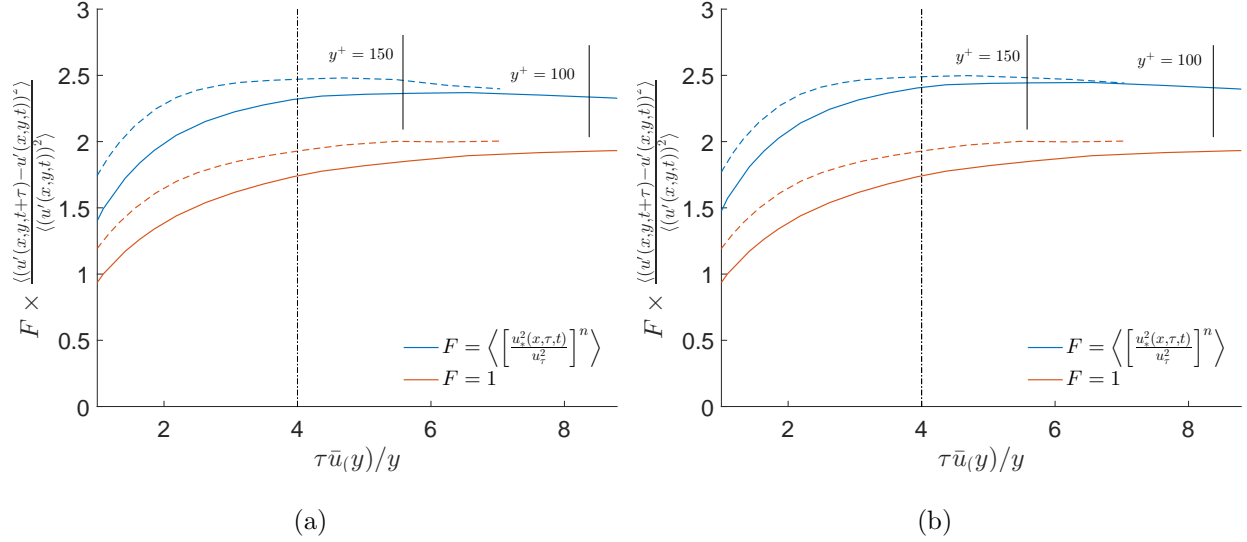 3
2.5
2
1.5
1
0.5
0
F × ⟨(u′(x,y,t+τ)−u′(x,y,t))²⟩ / ⟨(u′(x,y,t))²⟩
y⁺ = 150
y⁺ = 100
F = ⟨[u²_*(x,τ,t) / u²_τ]ⁿ⟩
F = 1
2 4 6 8
τū(y)/y
(a)
3
2.5
2
1.5
1
0.5
0
F × ⟨(u′(x,y,t+τ)−u′(x,y,t))²⟩ / ⟨(u′(x,y,t))²⟩
y⁺ = 150
y⁺ = 100
F = ⟨[u²_*(x,τ,t) / u²_τ]ⁿ⟩
F = 1
2 4 6 8
τū(y)/y
(b)